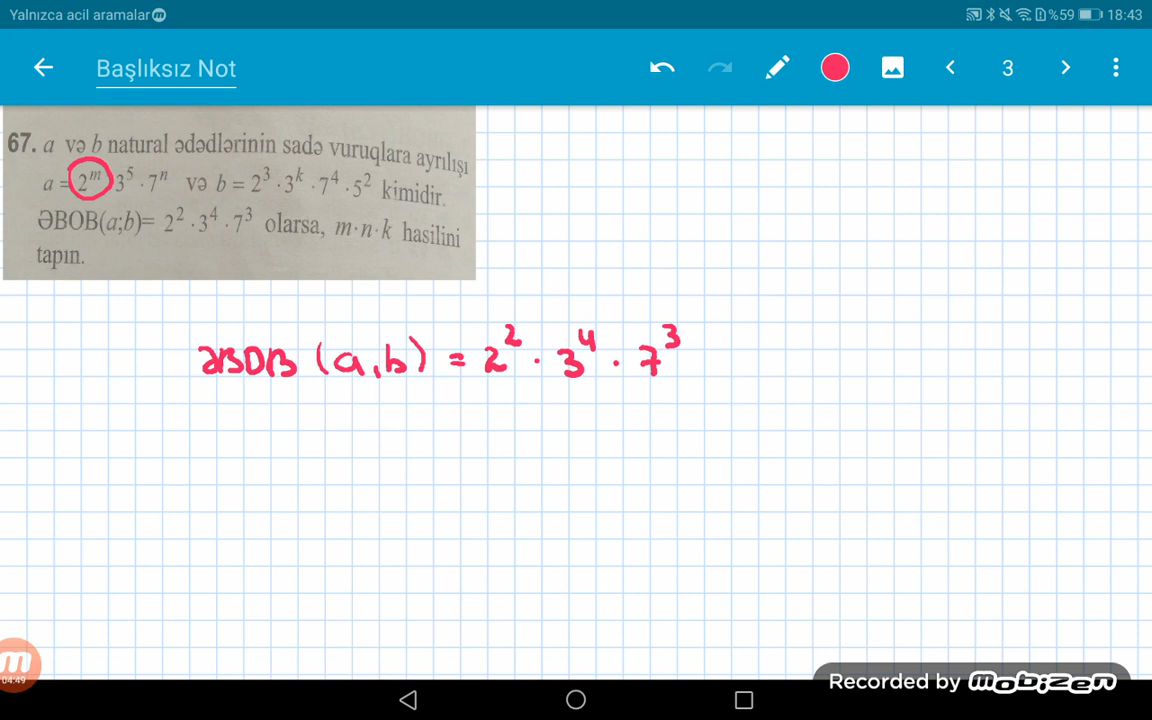 Yalnızca acil aramalar
%59 18:43
Başlıksız Not
3
67. a və b natural ədədlərinin sadə vuruqlara ayrılışı
a = 2^m · 3^5 · 7^n və b = 2^3 · 3^k · 7^4 · 5^2 kimidir.
ƏBOB(a;b)= 2^2 · 3^4 · 7^3 olarsa, m·n·k hasilini
tapın.
ƏBOB (a,b) = 2^2 · 3^4 · 7^3
04:49
Recorded by mobizen